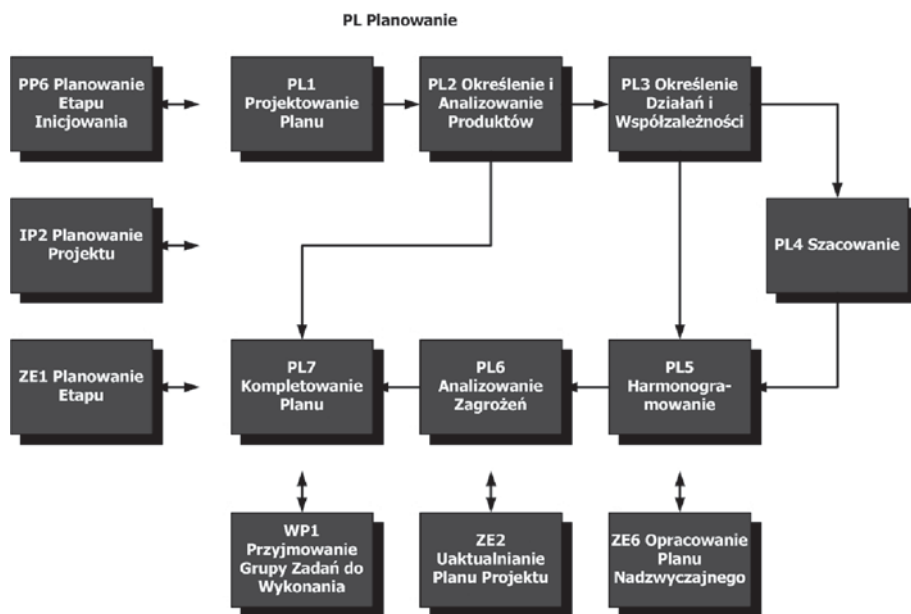 PL Planowanie
PP6 Planowanie
Etapu
Inicjowania
PL1
Projektowanie
Planu
PL2 Określenie i
Analizowanie
Produktów
PL3 Określenie
Działań i
Współzależności
IP2 Planowanie
Projektu
PL4 Szacowanie
ZE1 Planowanie
Etapu
PL7
Kompletowanie
Planu
PL6
Analizowanie
Zagrożeń
PL5
Harmonogra-
mowanie
WP1
Przyjmowanie
Grupy Zadań do
Wykonania
ZE2
Uaktualnianie
Planu Projektu
ZE6 Opracowanie
Planu
Nadzwyczajnego